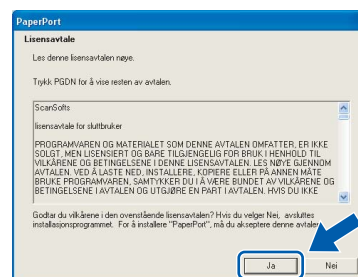 PaperPort
Lisensavtale
Les denne lisensavtalen nøye.
Trykk PGDN for å vise resten av avtalen.
ScanSofts
lisensavtale for sluttbruker
PROGRAMVAREN OG MATERIALET SOM DENNE AVTALEN OMFATTER, ER IKKE
SOLGT, MEN LISENSIERT OG BARE TILGJENGELIG FOR BRUK I HENHOLD TIL
VILKÅRENE OG BETINGELSENE I DENNE LISENSAVTALEN. LES NØYE GJENNOM
AVTALEN. VED Å LASTE NED, INSTALLERE, KOPIERE ELLER PÅ ANNEN MÅTE
BRUKE PROGRAMVAREN, SAMTYKKER DU I Å VÆRE BUNDET AV VILKÅRENE OG
BETINGELSENE I AVTALEN OG UTGJØRE EN PART I AVTALEN. HVIS DU IKKE
Godtar du vilkårene i den ovenstående lisensavtalen? Hvis du velger Nei, avsluttes
installasjonsprogrammet. For å installere "PaperPort", må du akseptere denne avtalen.
Ja Nei